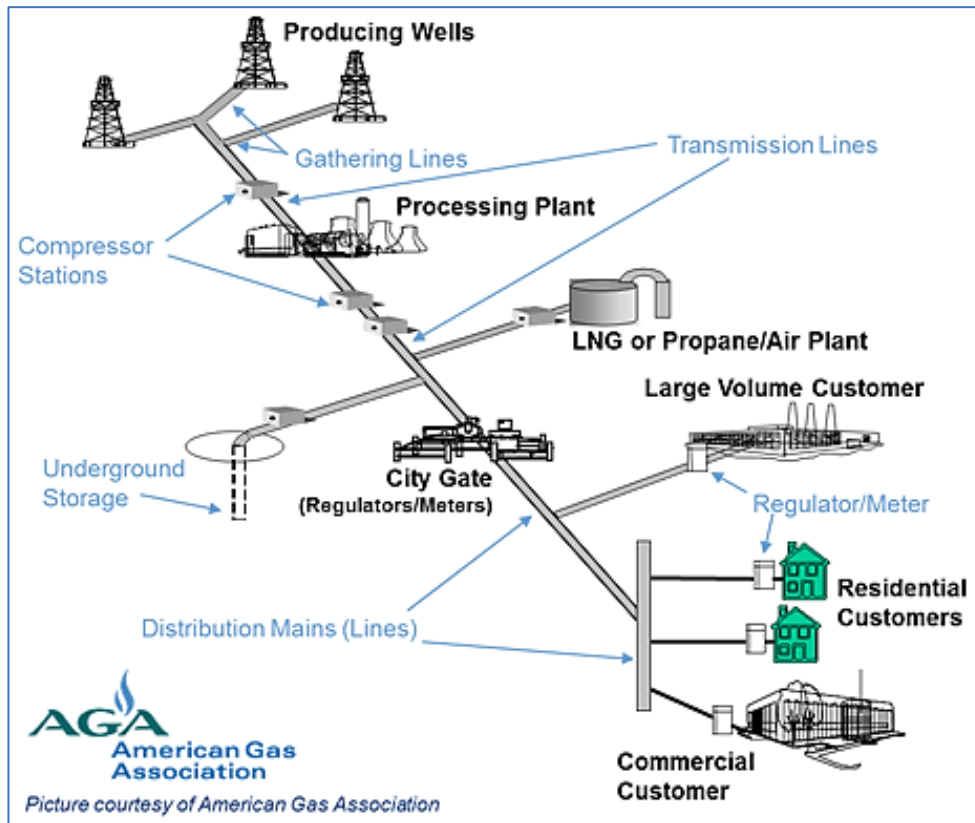 Producing Wells
Gathering Lines
Transmission Lines
Processing Plant
Compressor
Stations
LNG or Propane/Air Plant
Large Volume Customer
Underground
Storage
City Gate
(Regulators/Meters)
Regulator/Meter
Residential
Customers
Distribution Mains (Lines)
AGA
American Gas
Association
Commercial
Customer
Picture courtesy of American Gas Association